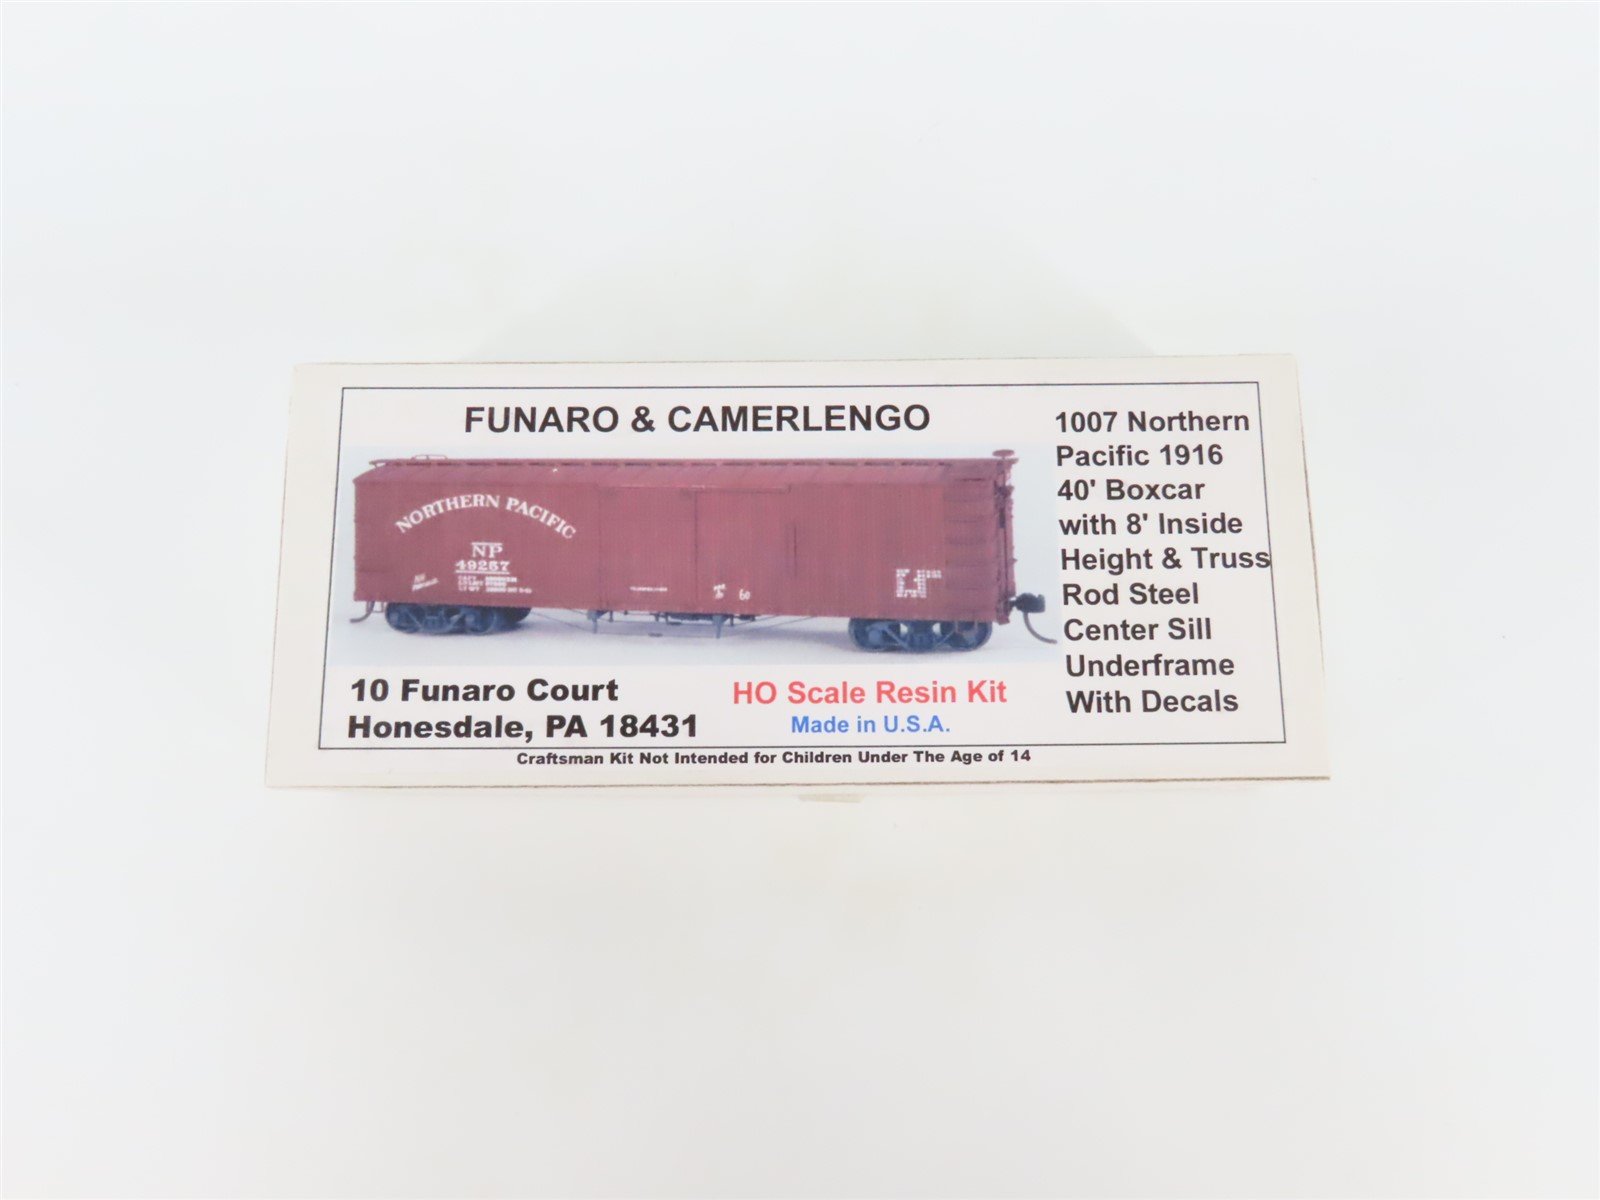 FUNARO & CAMERLENGO
NORTHERN PACIFIC
NP
49257
60
1007 Northern
Pacific 1916
40' Boxcar
with 8' Inside
Height & Truss
Rod Steel
Center Sill
Underframe
With Decals
10 Funaro Court
Honesdale, PA 18431
HO Scale Resin Kit
Made in U.S.A.
Craftsman Kit Not Intended for Children Under The Age of 14